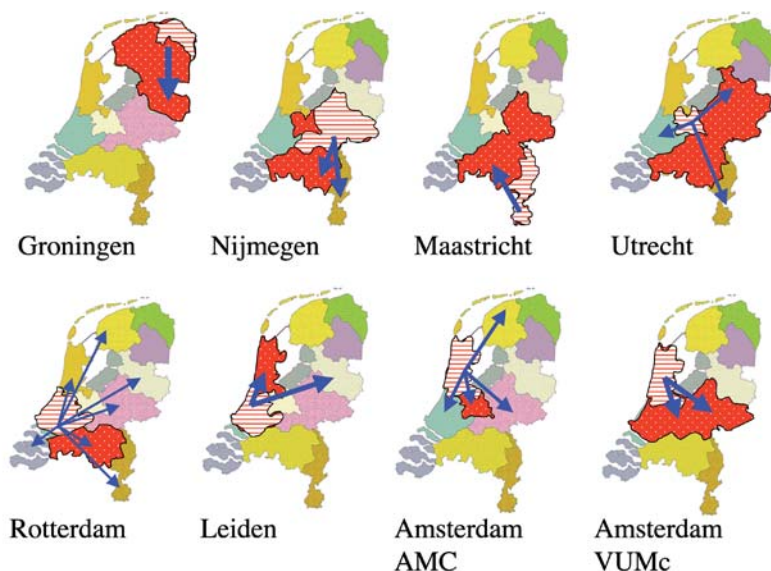 Groningen
Nijmegen
Maastricht
Utrecht
Rotterdam
Leiden
Amsterdam
AMC
Amsterdam
VUMc